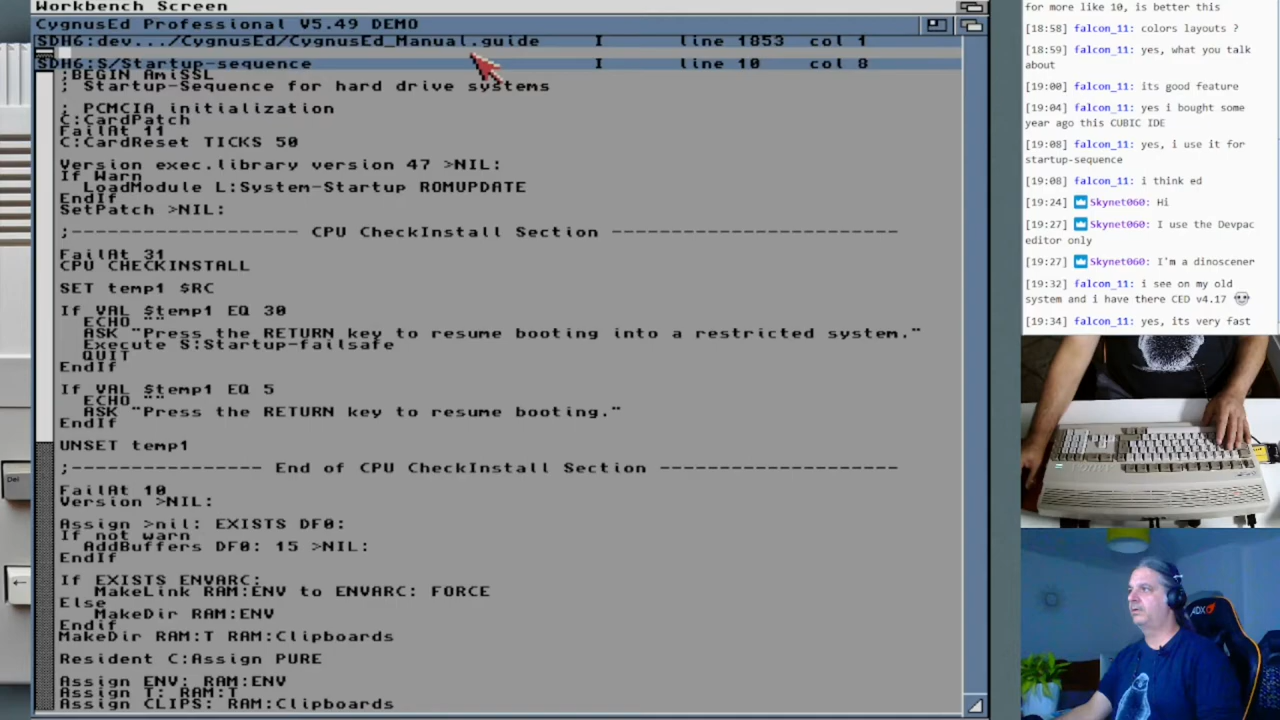 Workbench Screen
CygnusEd Professional V5.49 DEMO
SDH6:dev.../CygnusEd/CygnusEd_Manual.guide I line 1853 col 1
SDH6:S/Startup-sequence I line 10 col 8
;BEGIN AmiSSL
; Startup-Sequence for hard drive systems
; PCMCIA initialization
C:CardPatch
FailAt 11
C:CardReset TICKS 50
Version exec.library version 47 >NIL:
If Warn
LoadModule L:System-Startup ROMUPDATE
EndIf
SetPatch >NIL:
;------------------- CPU CheckInstall Section ------------------------
FailAt 31
CPU CHECKINSTALL
SET temp1 $RC
If VAL $temp1 EQ 30
ECHO ""
ASK "Press the RETURN key to resume booting into a restricted system."
Execute S:Startup-failsafe
QUIT
EndIf
If VAL $temp1 EQ 5
ECHO ""
ASK "Press the RETURN key to resume booting."
EndIf
UNSET temp1
;---------------- End of CPU CheckInstall Section --------------------
FailAt 10
Version >NIL:
Assign >nil: EXISTS DF0:
If not warn
AddBuffers DF0: 15 >NIL:
EndIf
If EXISTS ENVARC:
MakeLink RAM:ENV to ENVARC: FORCE
Else
MakeDir RAM:ENV
Endif
MakeDir RAM:T RAM:Clipboards
Resident C:Assign PURE
Assign ENV: RAM:ENV
Assign T: RAM:T
Assign CLIPS: RAM:Clipboards
Del
for more like 10, is better this
[18:58] falcon_11: colors layouts ?
[18:59] falcon_11: yes, what you talk
about
[19:00] falcon_11: its good feature
[19:04] falcon_11: yes i bought some
year ago this CUBIC IDE
[19:08] falcon_11: yes, i use it for
startup-sequence
[19:08] falcon_11: i think ed
[19:24] Skynet060: Hi
[19:27] Skynet060: I use the Devpac
editor only
[19:27] Skynet060: I'm a dinoscener
[19:32] falcon_11: i see on my old
system and i have there CED v4.17
[19:34] falcon_11: yes, its very fast
ADX